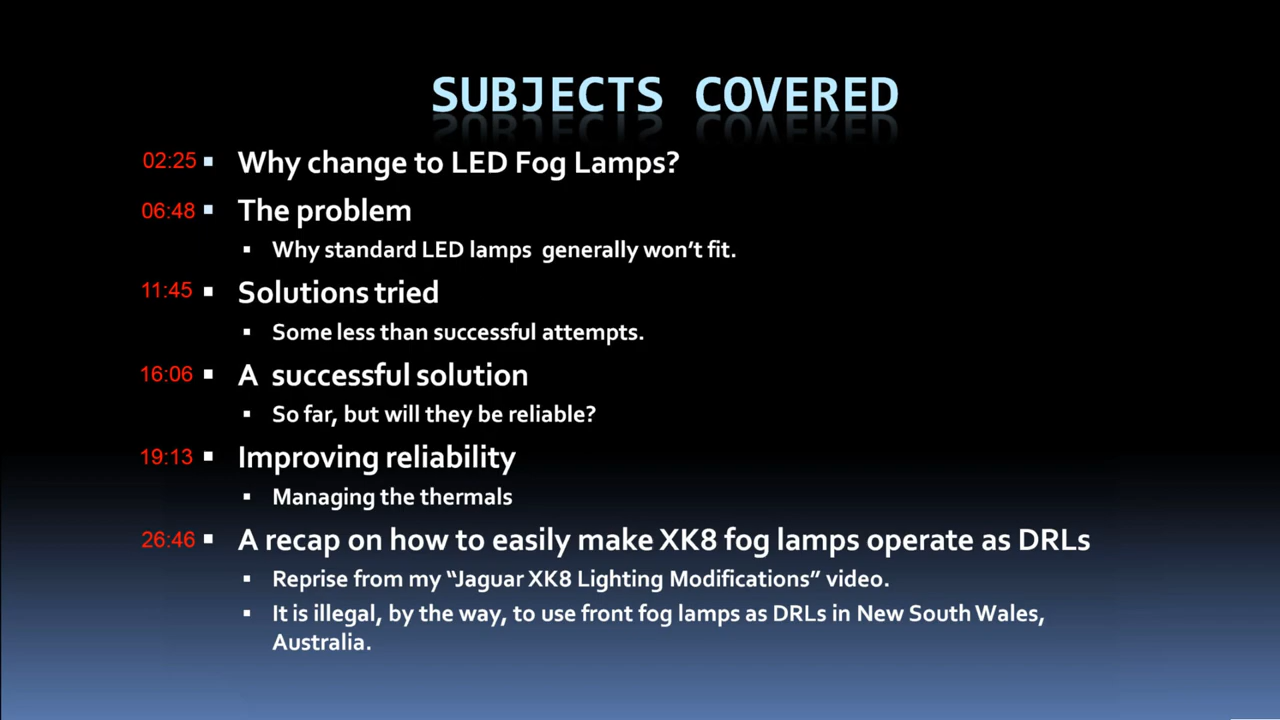 SUBJECTS COVERED
02:25 ▪ Why change to LED Fog Lamps?
06:48 ▪ The problem
▪ Why standard LED lamps generally won’t fit.
11:45 ▪ Solutions tried
▪ Some less than successful attempts.
16:06 ▪ A successful solution
▪ So far, but will they be reliable?
19:13 ▪ Improving reliability
▪ Managing the thermals
26:46 ▪ A recap on how to easily make XK8 fog lamps operate as DRLs
▪ Reprise from my “Jaguar XK8 Lighting Modifications” video.
▪ It is illegal, by the way, to use front fog lamps as DRLs in New South Wales,
Australia.